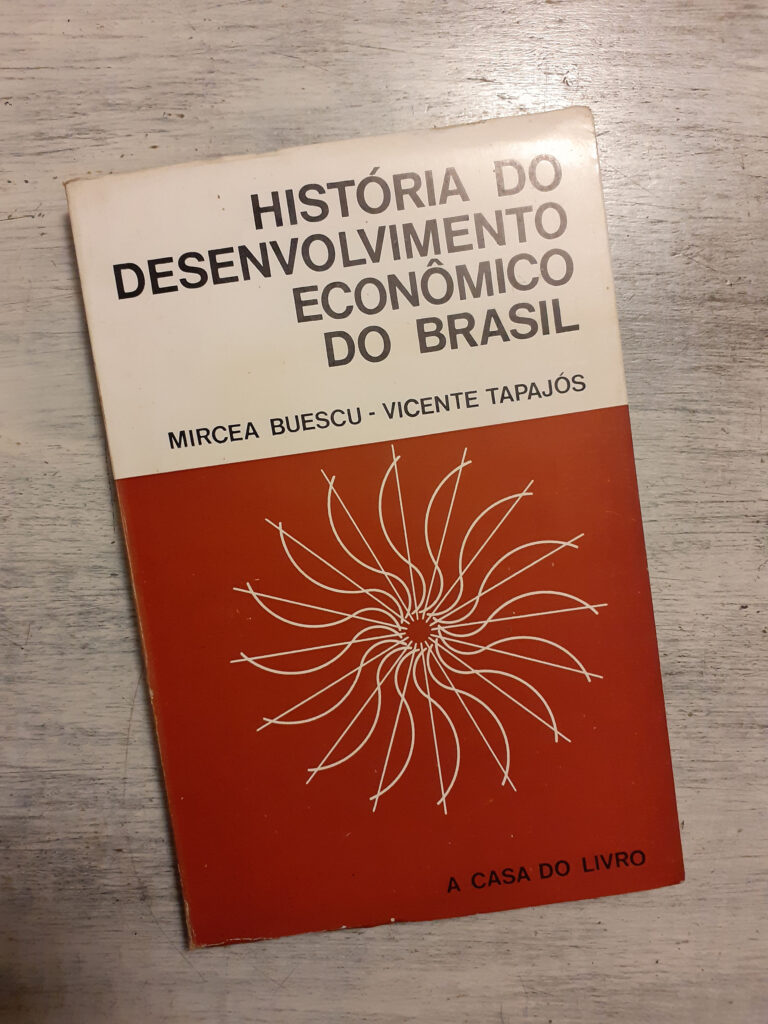 HISTÓRIA DO
DESENVOLVIMENTO
ECONÔMICO
DO BRASIL
MIRCEA BUESCU - VICENTE TAPAJÓS
A CASA DO LIVRO